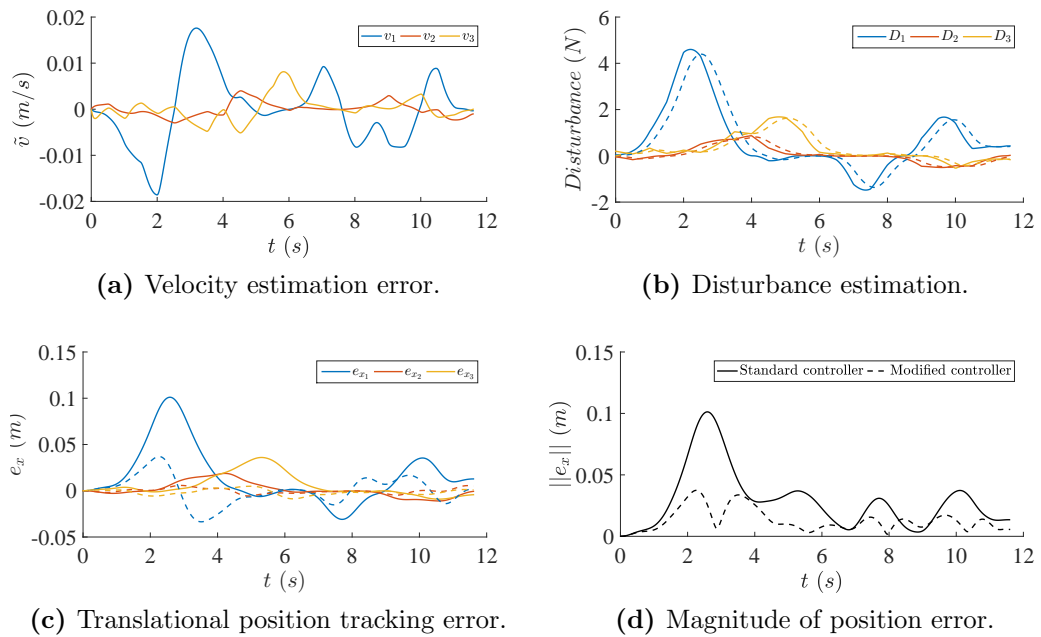 0.02
0.01
0
-0.01
-0.02
ṽ (m/s)
v₁ v₂ v₃
0 2 4 6 8 10 12
t (s)
(a) Velocity estimation error.
6
4
2
0
-2
Disturbance (N)
D₁ D₂ D₃
0 2 4 6 8 10 12
t (s)
(b) Disturbance estimation.
0.15
0.1
0.05
0
-0.05
eₓ (m)
eₓ₁ eₓ₂ eₓ₃
0 2 4 6 8 10 12
t (s)
(c) Translational position tracking error.
0.15
0.1
0.05
0
||eₓ|| (m)
Standard controller Modified controller
0 2 4 6 8 10 12
t (s)
(d) Magnitude of position error.